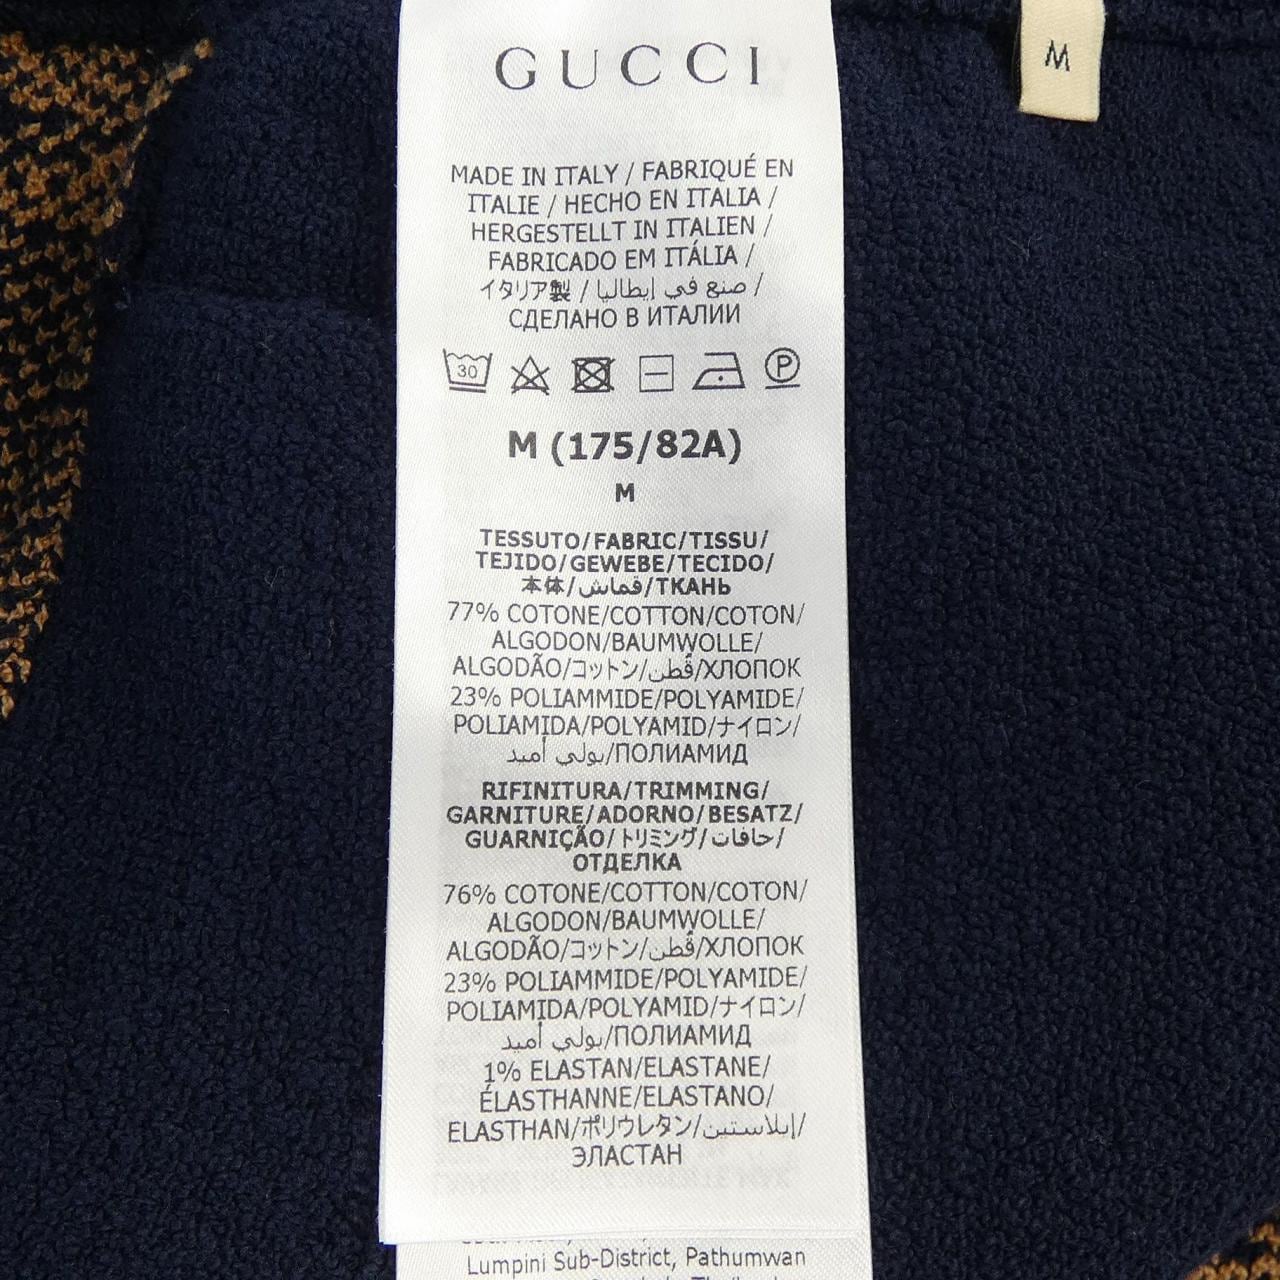 GUCCI
M
MADE IN ITALY / FABRIQUÉ EN
ITALIE / HECHO EN ITALIA /
HERGESTELLT IN ITALIEN /
FABRICADO EM ITÁLIA /
イタリア製 / صنع في إيطاليا /
СДЕЛАНО В ИТАЛИИ
30
P
M (175/82A)
M
TESSUTO/FABRIC/TISSU/
TEJIDO/GEWEBE/TECIDO/
本体/قماش/ТКАНЬ
77% COTONE/COTTON/COTON/
ALGODON/BAUMWOLLE/
ALGODÃO/コットン/قُطن/ХЛОПОК
23% POLIAMMIDE/POLYAMIDE/
POLIAMIDA/POLYAMID/ナイロン/
بولي أميد/ПОЛИАМИД
RIFINITURA/TRIMMING/
GARNITURE/ADORNO/BESATZ/
GUARNIÇÃO/トリミング/حافات/
ОТДЕЛКА
76% COTONE/COTTON/COTON/
ALGODON/BAUMWOLLE/
ALGODÃO/コットン/قُطن/ХЛОПОК
23% POLIAMMIDE/POLYAMIDE/
POLIAMIDA/POLYAMID/ナイロン/
بولي أميد/ПОЛИАМИД
1% ELASTAN/ELASTANE/
ÉLASTHANNE/ELASTANO/
ELASTHAN/ポリウレタン/إيلاستين/
ЭЛАСТАН
Lumpini Sub-District, Pathumwan